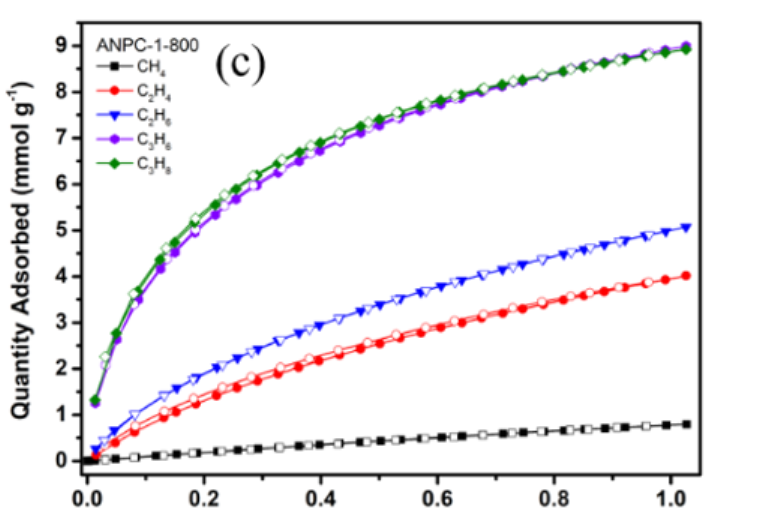 ANPC-1-800
(c)
CH₄
C₂H₄
C₂H₆
C₃H₆
C₃H₈
Quantity Adsorbed (mmol g⁻¹)
9
8
7
6
5
4
3
2
1
0
0.0 0.2 0.4 0.6 0.8 1.0